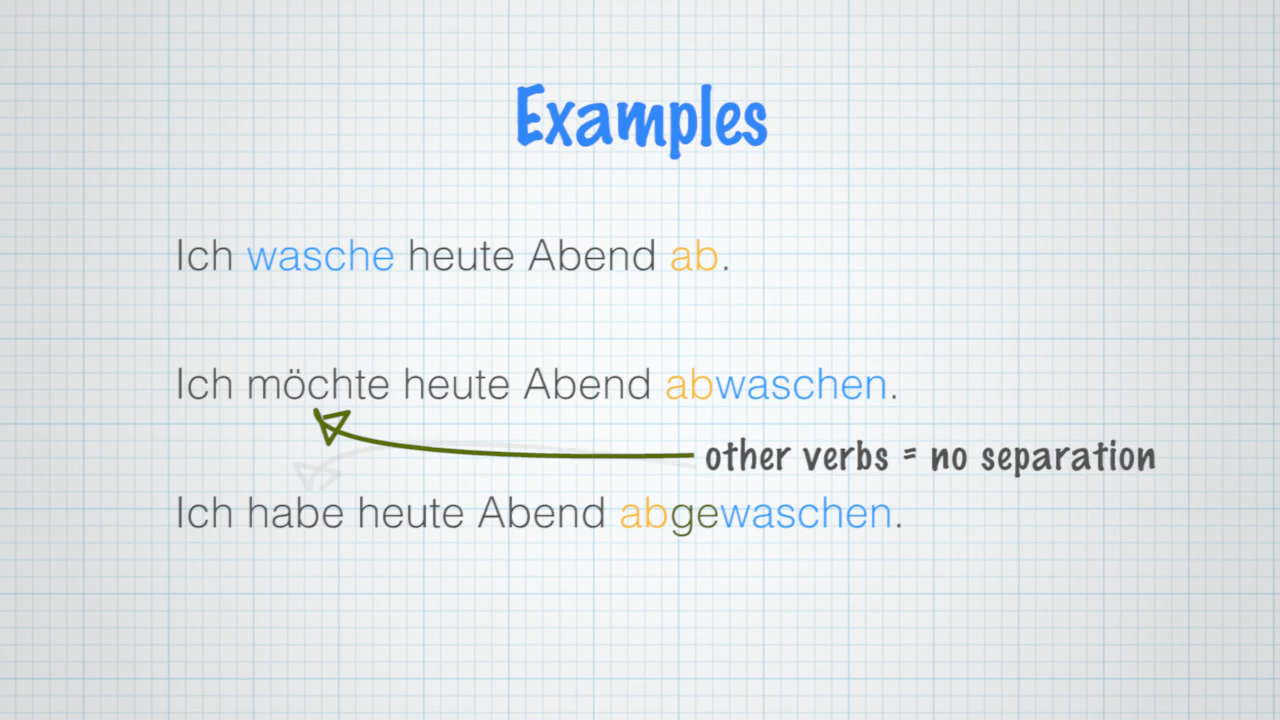 Examples
Ich wasche heute Abend ab.
Ich möchte heute Abend abwaschen.
other verbs = no separation
Ich habe heute Abend abgewaschen.